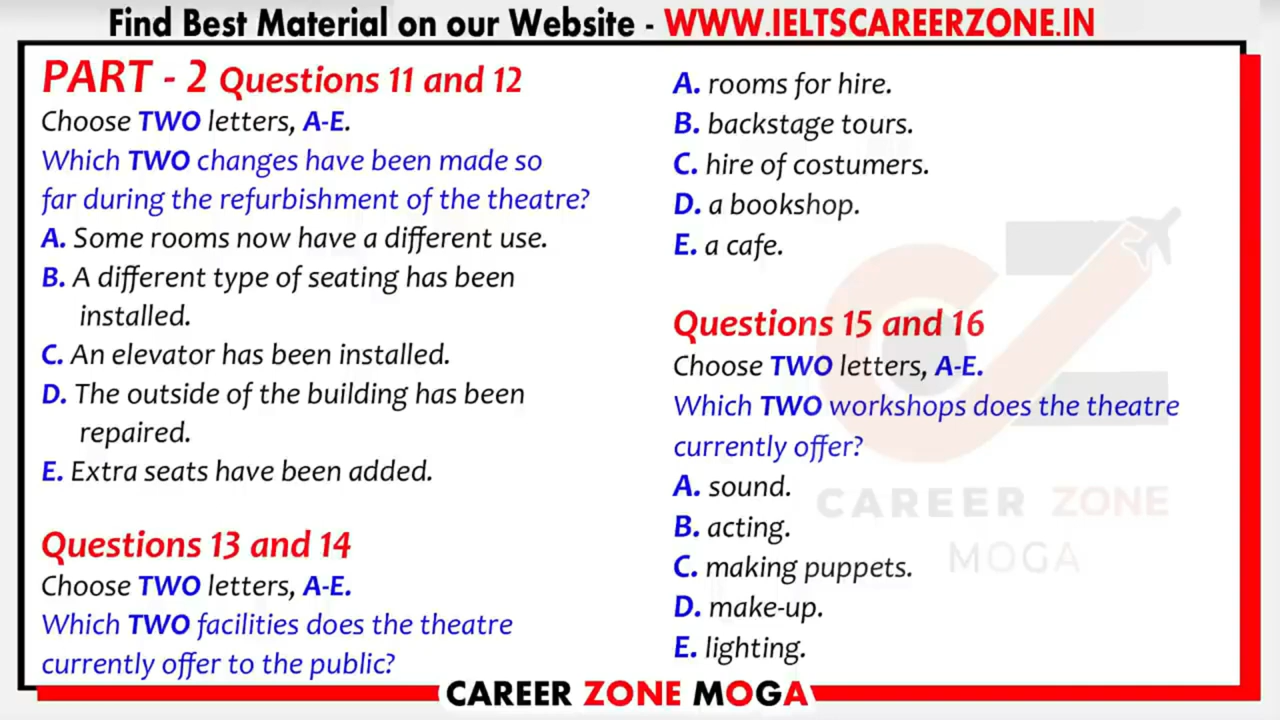 Find Best Material on our Website - WWW.IELTSCAREERZONE.IN
PART - 2 Questions 11 and 12
Choose TWO letters, A-E.
Which TWO changes have been made so
far during the refurbishment of the theatre?
A. Some rooms now have a different use.
B. A different type of seating has been
installed.
C. An elevator has been installed.
D. The outside of the building has been
repaired.
E. Extra seats have been added.
Questions 13 and 14
Choose TWO letters, A-E.
Which TWO facilities does the theatre
currently offer to the public?
A. rooms for hire.
B. backstage tours.
C. hire of costumers.
D. a bookshop.
E. a cafe.
Questions 15 and 16
Choose TWO letters, A-E.
Which TWO workshops does the theatre
currently offer?
A. sound.
B. acting.
C. making puppets.
D. make-up.
E. lighting.
CAREER ZONE
MOGA
CAREER ZONE MOGA